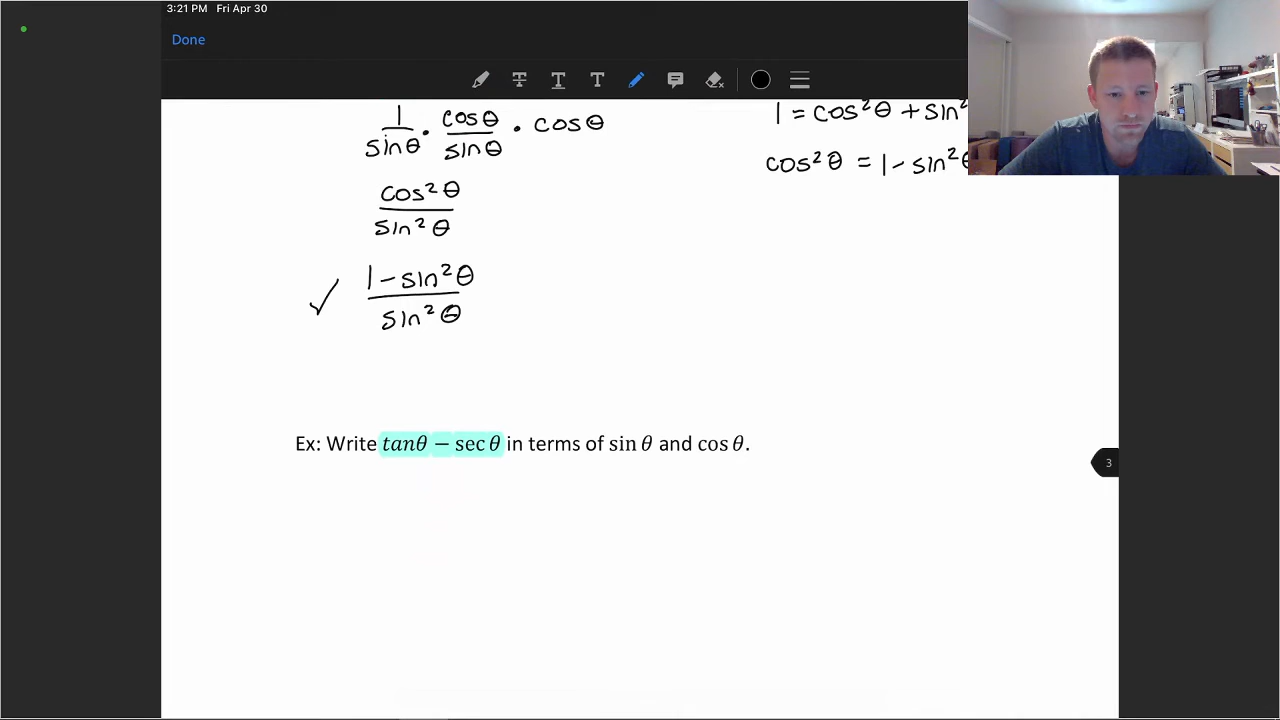 3:21 PM Fri Apr 30
Done
1/sinθ · cosθ/sinθ · cosθ
1 = cos²θ + sin²
cos²θ = 1 - sin²θ
cos²θ/sin²θ
✓ 1 - sin²θ/sin²θ
Ex: Write tanθ − sec θ in terms of sin θ and cos θ.
3